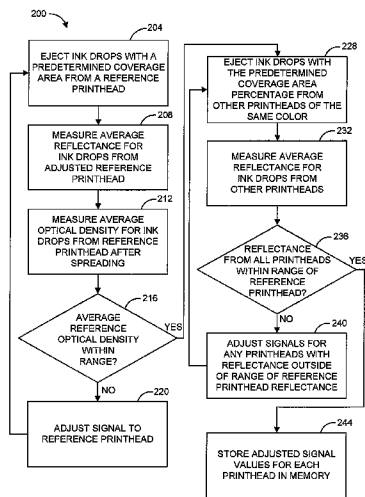 200
204
EJECT INK DROPS WITH A
PREDETERMINED COVERAGE
AREA FROM A REFERENCE
PRINTHEAD
208
MEASURE AVERAGE
REFLECTANCE FOR
INK DROPS FROM
ADJUSTED REFERENCE
PRINTHEAD
212
MEASURE AVERAGE
OPTICAL DENSITY FOR
INK DROPS FROM REFERENCE
PRINTHEAD AFTER
SPREADING
216
AVERAGE
REFERENCE
OPTICAL DENSITY
WITHIN
RANGE?
YES
NO
220
ADJUST SIGNAL TO
REFERENCE PRINTHEAD
228
EJECT INK DROPS WITH
THE PREDETERMINED
COVERAGE AREA
PERCENTAGE FROM
OTHER PRINTHEADS OF THE
SAME COLOR
232
MEASURE AVERAGE
REFLECTANCE FOR
INK DROPS FROM
OTHER PRINTHEADS
236
REFLECTANCE
FROM ALL PRINTHEADS
WITHIN RANGE OF
REFERENCE
PRINTHEAD?
YES
NO
240
ADJUST SIGNALS FOR
ANY PRINTHEADS WITH
REFLECTANCE OUTSIDE
OF RANGE OF REFERENCE
PRINTHEAD REFLECTANCE
244
STORE ADJUSTED SIGNAL
VALUES FOR EACH
PRINTHEAD IN MEMORY